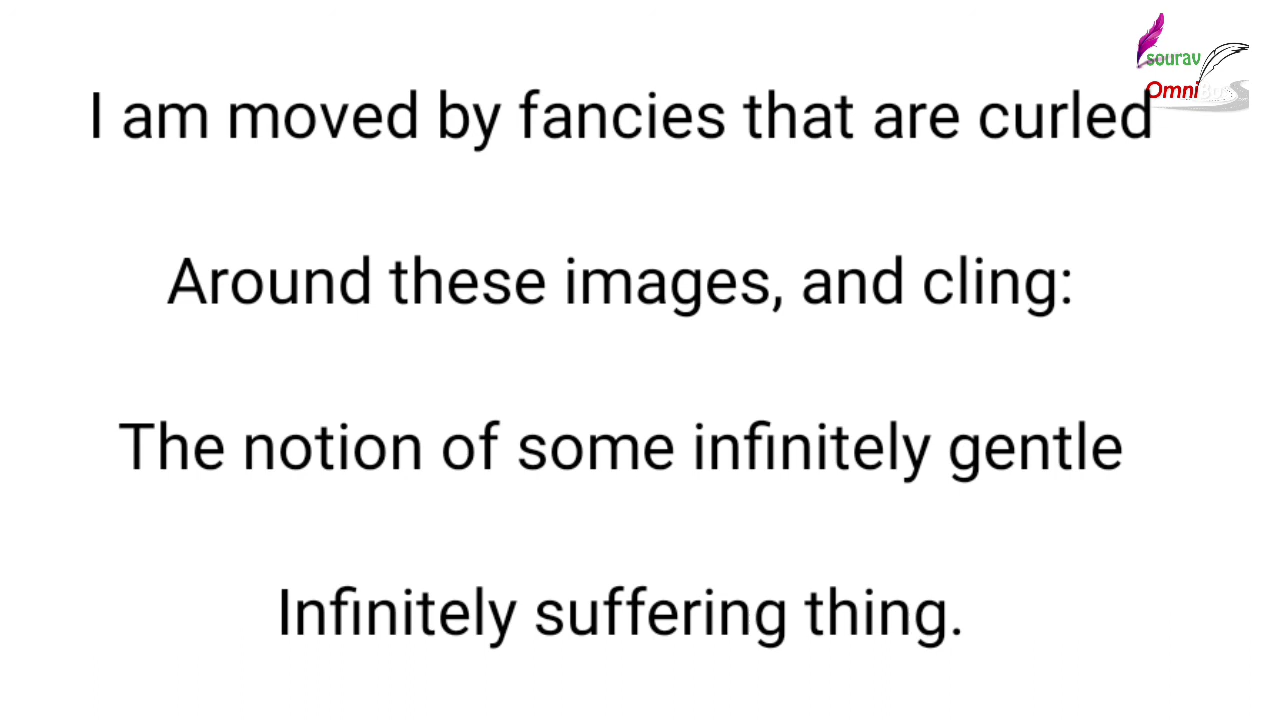 sourav
Omni
I am moved by fancies that are curled
Around these images, and cling:
The notion of some infinitely gentle
Infinitely suffering thing.